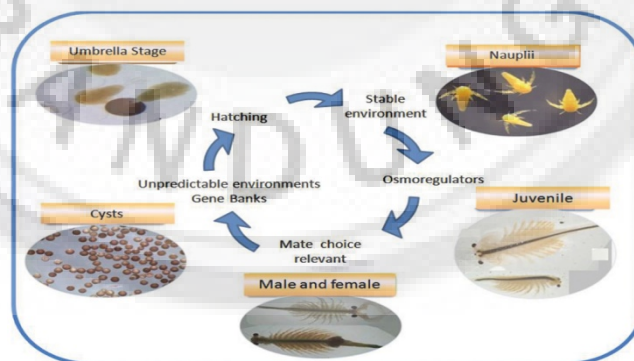 Umbrella Stage
Nauplii
Hatching
Stable
environment
Unpredictable environments
Gene Banks
Osmoregulators
Cysts
Juvenile
Mate choice
relevant
Male and female